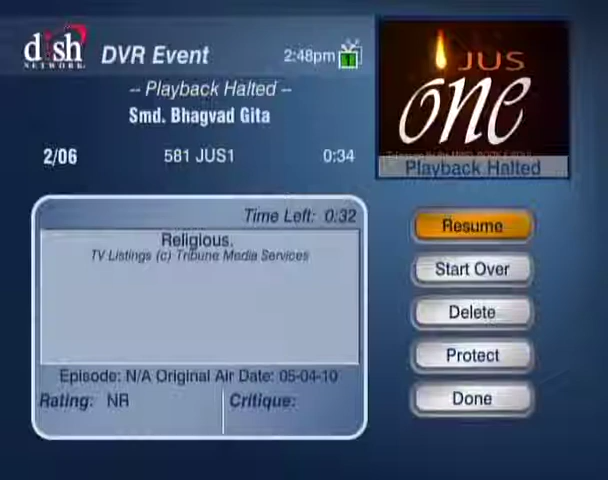 dish
NETWORK
DVR Event
2:48pm
1
-- Playback Halted --
Smd. Bhagvad Gita
2/06
581 JUS1
0:34
JUS
one
Playback Halted
Time Left: 0:32
Religious.
TV Listings (c) Tribune Media Services
Episode: N/A Original Air Date: 05-04-10
Rating: NR
Critique:
Resume
Start Over
Delete
Protect
Done